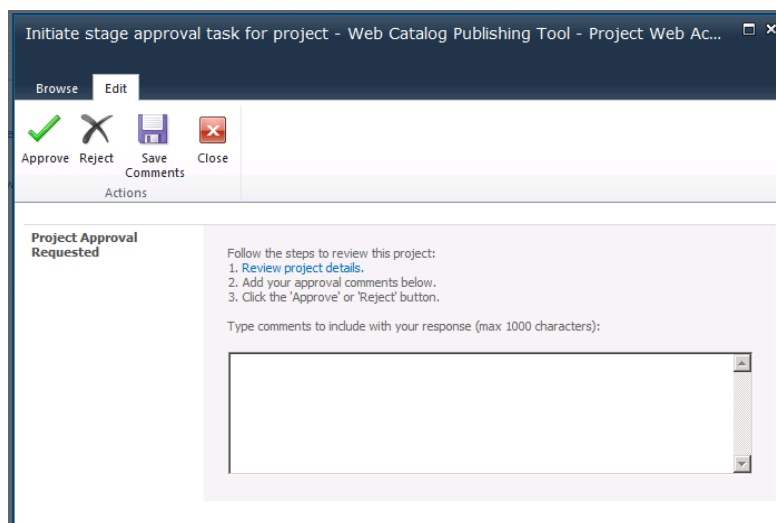 Initiate stage approval task for project - Web Catalog Publishing Tool - Project Web Ac...
Browse Edit
Approve Reject Save Comments Close
Actions
Project Approval Requested
Follow the steps to review this project:
1. Review project details.
2. Add your approval comments below.
3. Click the 'Approve' or 'Reject' button.
Type comments to include with your response (max 1000 characters):